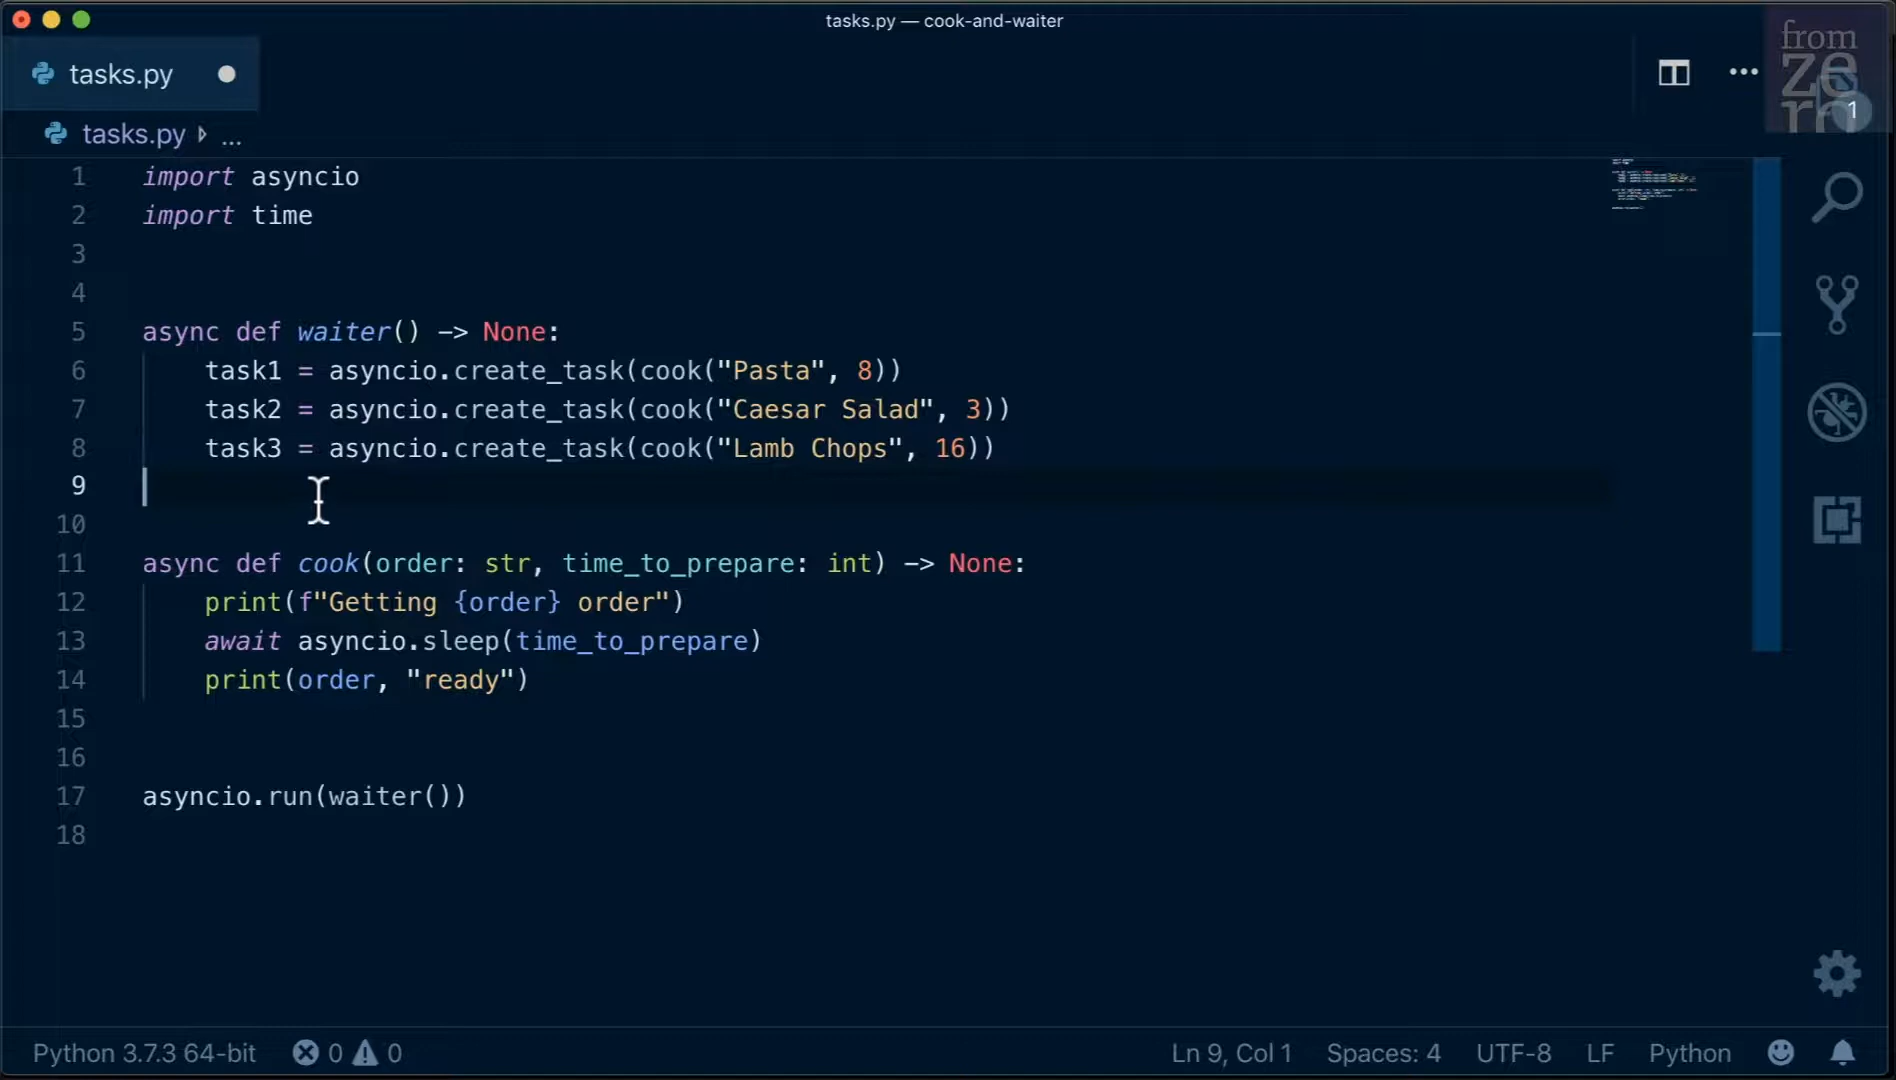 tasks.py — cook-and-waiter
from
zero
tasks.py
1
tasks.py ...
1 import asyncio
2 import time
3
4
5 async def waiter() -> None:
6 task1 = asyncio.create_task(cook("Pasta", 8))
7 task2 = asyncio.create_task(cook("Caesar Salad", 3))
8 task3 = asyncio.create_task(cook("Lamb Chops", 16))
9
10
11 async def cook(order: str, time_to_prepare: int) -> None:
12 print(f"Getting {order} order")
13 await asyncio.sleep(time_to_prepare)
14 print(order, "ready")
15
16
17 asyncio.run(waiter())
18
Python 3.7.3 64-bit 0 0 Ln 9, Col 1 Spaces: 4 UTF-8 LF Python